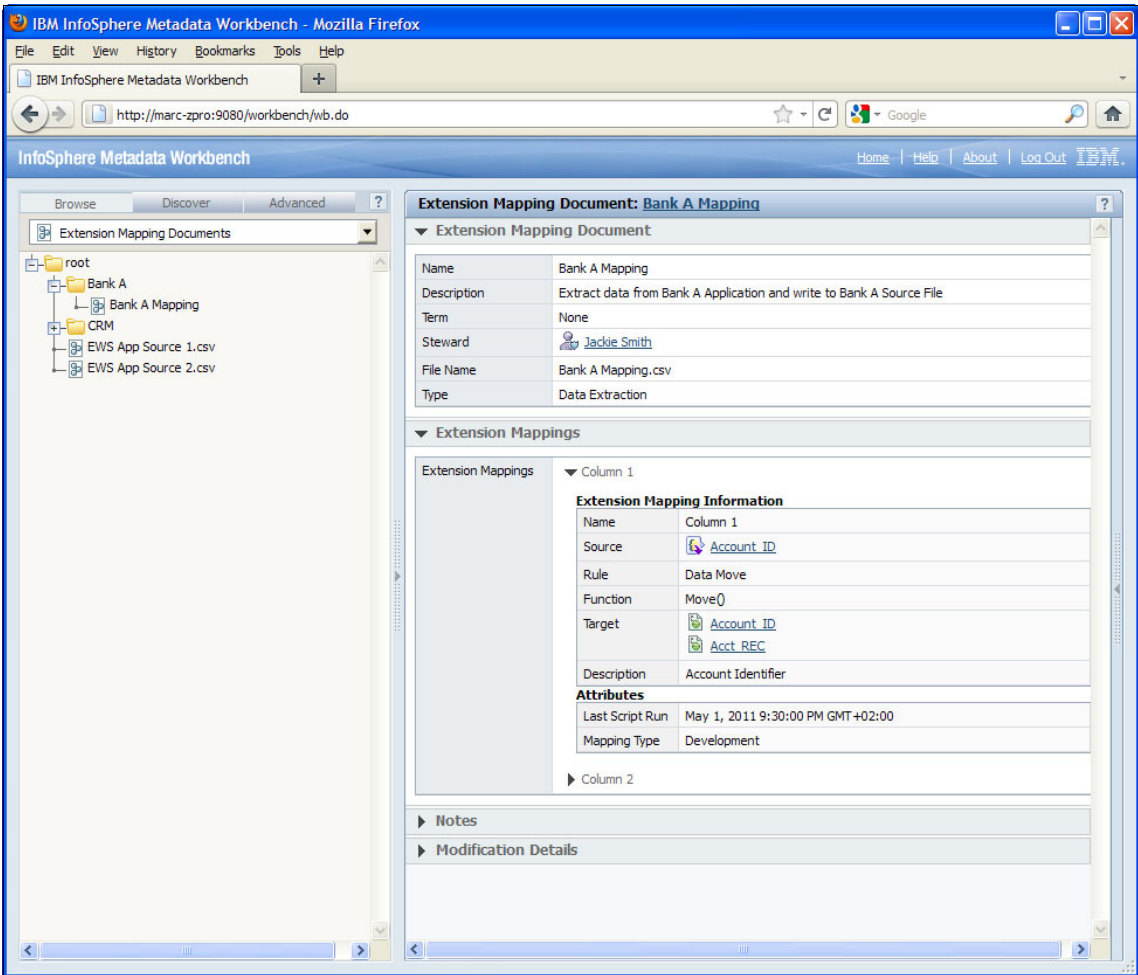 IBM InfoSphere Metadata Workbench - Mozilla Firefox
File Edit View History Bookmarks Tools Help
IBM InfoSphere Metadata Workbench +
http://marc-zpro:9080/workbench/wb.do Google
InfoSphere Metadata Workbench Home | Help | About | Log Out IBM.
Browse Discover Advanced ?
Extension Mapping Documents
root
Bank A
Bank A Mapping
CRM
EWS App Source 1.csv
EWS App Source 2.csv
Extension Mapping Document: Bank A Mapping ?
Extension Mapping Document
Name Bank A Mapping
Description Extract data from Bank A Application and write to Bank A Source File
Term None
Steward Jackie Smith
File Name Bank A Mapping.csv
Type Data Extraction
Extension Mappings
Extension Mappings Column 1
Extension Mapping Information
Name Column 1
Source Account_ID
Rule Data Move
Function Move()
Target Account_ID
Acct_REC
Description Account Identifier
Attributes
Last Script Run May 1, 2011 9:30:00 PM GMT+02:00
Mapping Type Development
Column 2
Notes
Modification Details